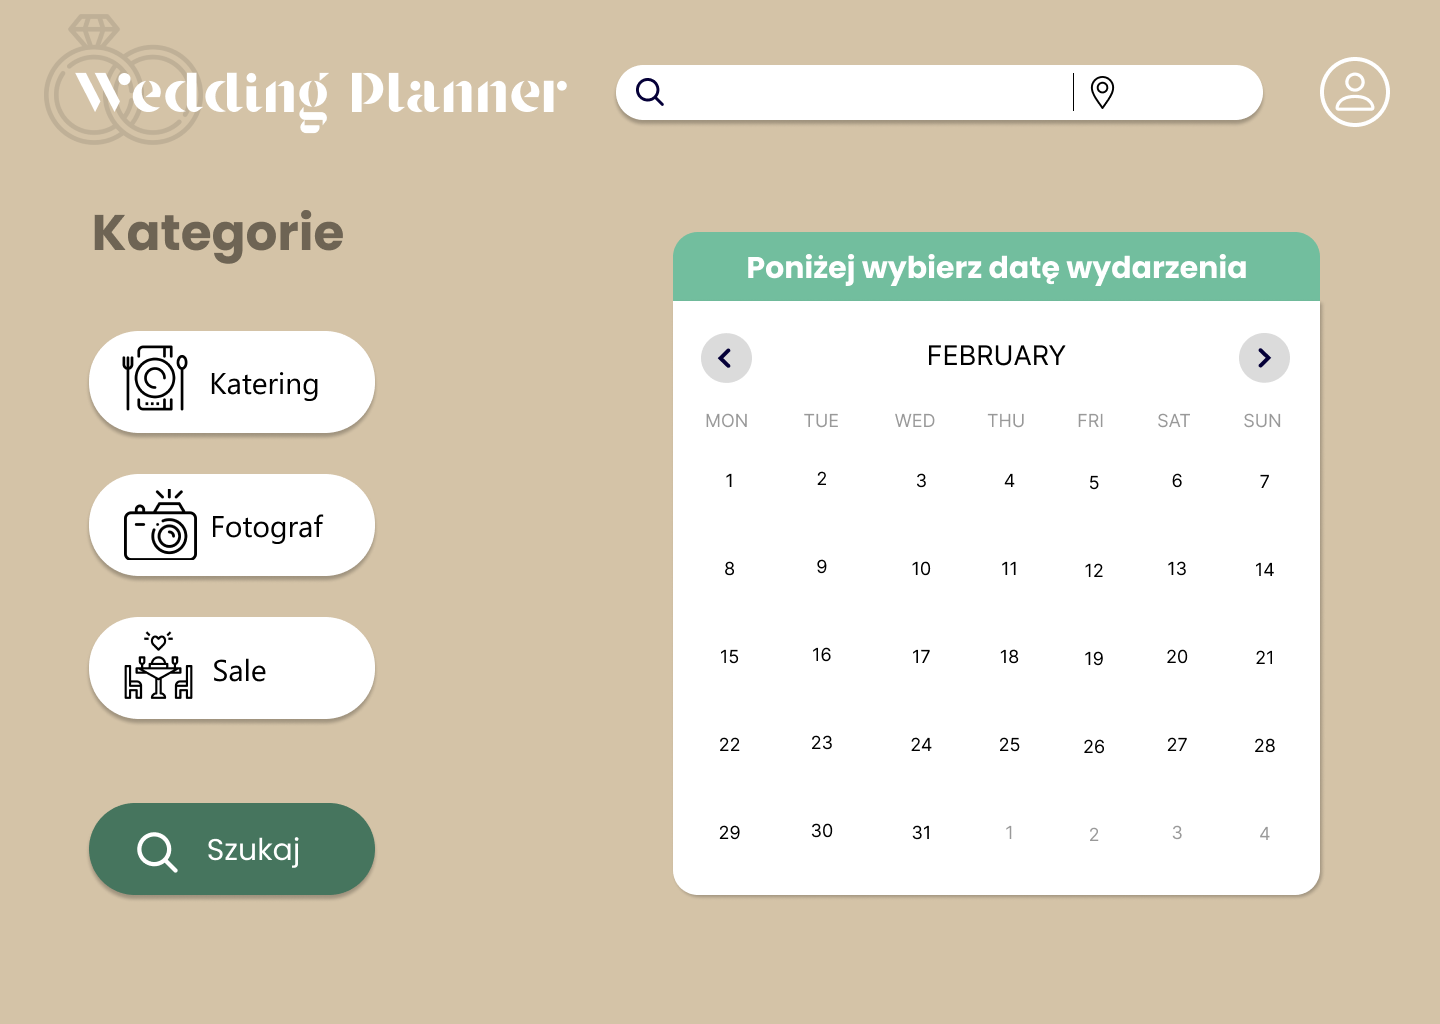 Wedding Planner
Kategorie
Katering
Fotograf
Sale
Szukaj
Poniżej wybierz datę wydarzenia
FEBRUARY
MON TUE WED THU FRI SAT SUN
1 2 3 4 5 6 7
8 9 10 11 12 13 14
15 16 17 18 19 20 21
22 23 24 25 26 27 28
29 30 31 1 2 3 4